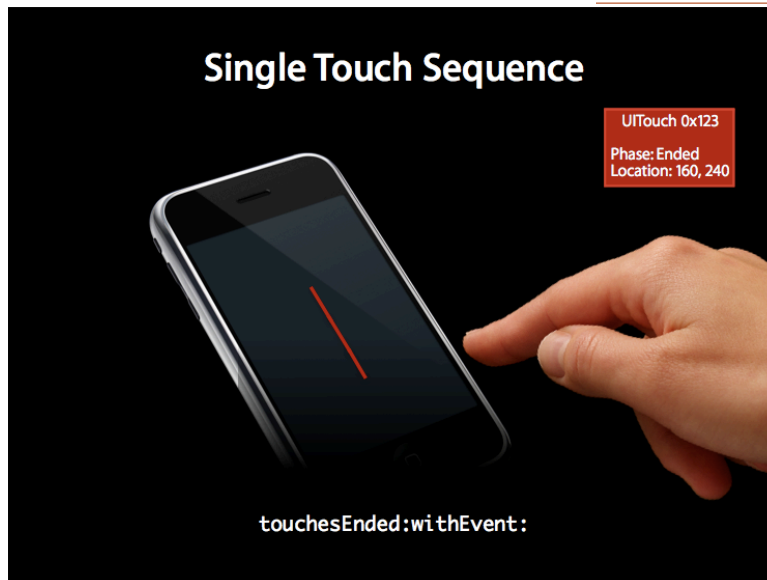 Single Touch Sequence
UITouch 0x123
Phase: Ended
Location: 160, 240
touchesEnded:withEvent: